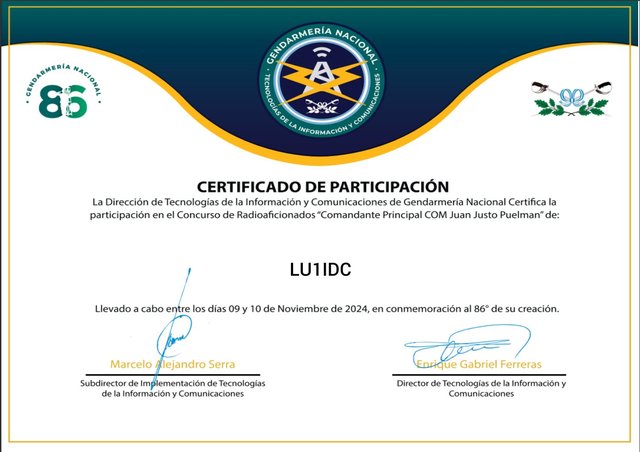 GENDARMERÍA NACIONAL
TECNOLOGÍAS DE LA INFORMACIÓN Y COMUNICACIONES
GENDARMERÍA NACIONAL
86
CERTIFICADO DE PARTICIPACIÓN
La Dirección de Tecnologías de la Información y Comunicaciones de Gendarmería Nacional Certifica la
participación en el Concurso de Radioaficionados "Comandante Principal COM Juan Justo Puelman" de:
LU1IDC
Llevado a cabo entre los días 09 y 10 de Noviembre de 2024, en conmemoración al 86° de su creación.
Marcelo Alejandro Serra
Subdirector de Implementación de Tecnologías
de la Información y Comunicaciones
Enrique Gabriel Ferreras
Director de Tecnologías de la Información y
Comunicaciones